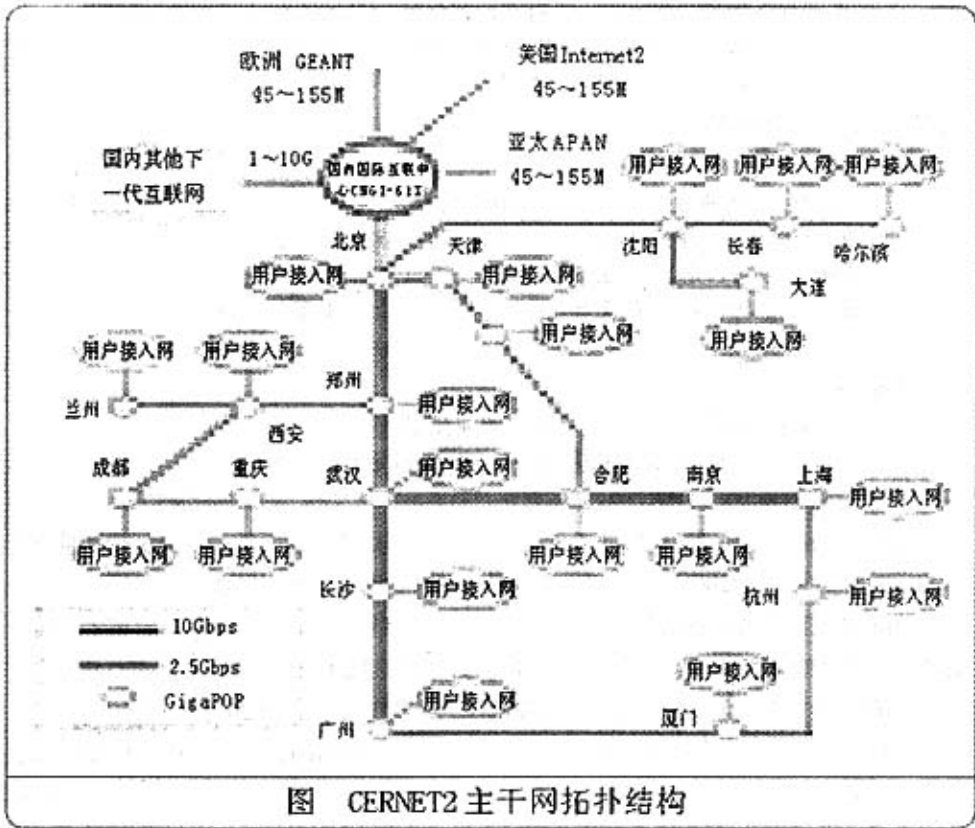 欧洲 GEANT
45～155M
美国Internet2
45～155M
国内其他下
一代互联网
1～10G
国内国际互联中
亚太APAN
45～155M
用户接入网
用户接入网
用户接入网
北京
天津
沈阳
长春
哈尔滨
用户接入网
用户接入网
大连
用户接入网
用户接入网
用户接入网
用户接入网
郑州
兰州
西安
用户接入网
成都
重庆
武汉
用户接入网
合肥
南京
上海
用户接入网
用户接入网
用户接入网
用户接入网
用户接入网
长沙
用户接入网
杭州
用户接入网
10Gbps
2.5Gbps
GigaPOP
用户接入网
用户接入网
广州
厦门
图 CERNET2主干网拓扑结构